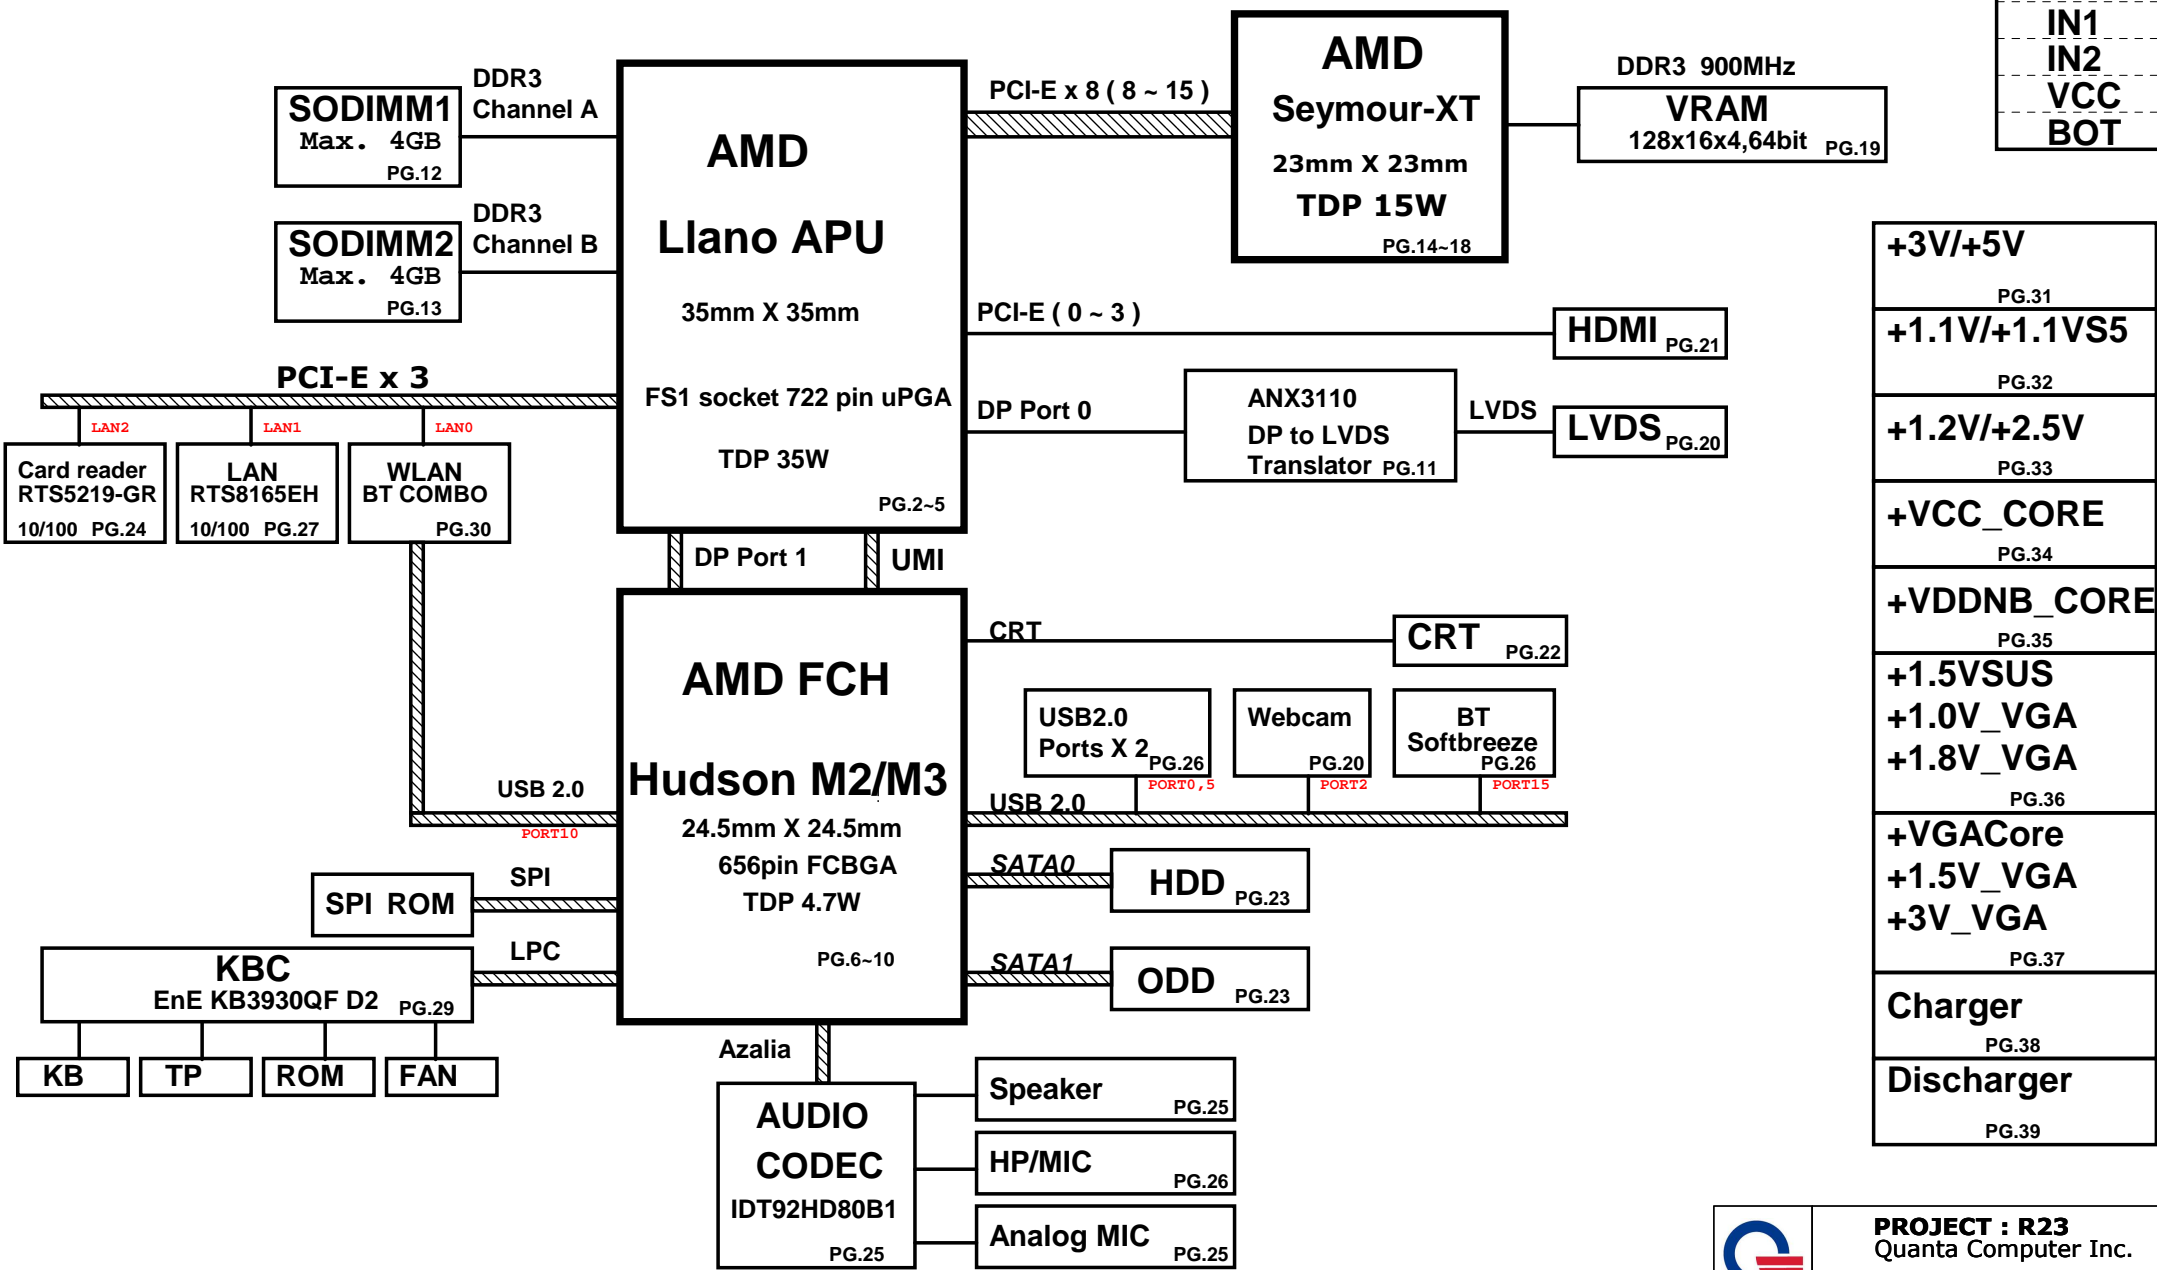 IN1
IN2
VCC
BOT
SODIMM1
Max. 4GB
PG.12
DDR3
Channel A
SODIMM2
Max. 4GB
PG.13
DDR3
Channel B
AMD
Llano APU
35mm X 35mm
FS1 socket 722 pin uPGA
TDP 35W
PG.2~5
PCI-E x 8 ( 8 ~ 15 )
AMD
Seymour-XT
23mm X 23mm
TDP 15W
PG.14~18
DDR3 900MHz
VRAM
128x16x4,64bit PG.19
PCI-E ( 0 ~ 3 )
HDMI PG.21
DP Port 0
ANX3110
DP to LVDS
Translator PG.11
LVDS
LVDS PG.20
PCI-E x 3
LAN2
LAN1
LAN0
Card reader
RTS5219-GR
10/100 PG.24
LAN
RTS8165EH
10/100 PG.27
WLAN
BT COMBO
PG.30
DP Port 1
UMI
AMD FCH
Hudson M2/M3
24.5mm X 24.5mm
656pin FCBGA
TDP 4.7W
PG.6~10
CRT
CRT PG.22
USB2.0
Ports X 2
PG.26
PORT0,5
Webcam
PG.20
PORT2
BT
Softbreeze
PG.26
PORT15
USB 2.0
USB 2.0
PORT10
SATA0
HDD PG.23
SATA1
ODD PG.23
SPI
SPI ROM
LPC
KBC
EnE KB3930QF D2 PG.29
KB
TP
ROM
FAN
Azalia
AUDIO
CODEC
IDT92HD80B1
PG.25
Speaker
PG.25
HP/MIC
PG.26
Analog MIC
PG.25
+3V/+5V
PG.31
+1.1V/+1.1VS5
PG.32
+1.2V/+2.5V
PG.33
+VCC_CORE
PG.34
+VDDNB_CORE
PG.35
+1.5VSUS
+1.0V_VGA
+1.8V_VGA
PG.36
+VGACore
+1.5V_VGA
+3V_VGA
PG.37
Charger
PG.38
Discharger
PG.39
PROJECT : R23
Quanta Computer Inc.